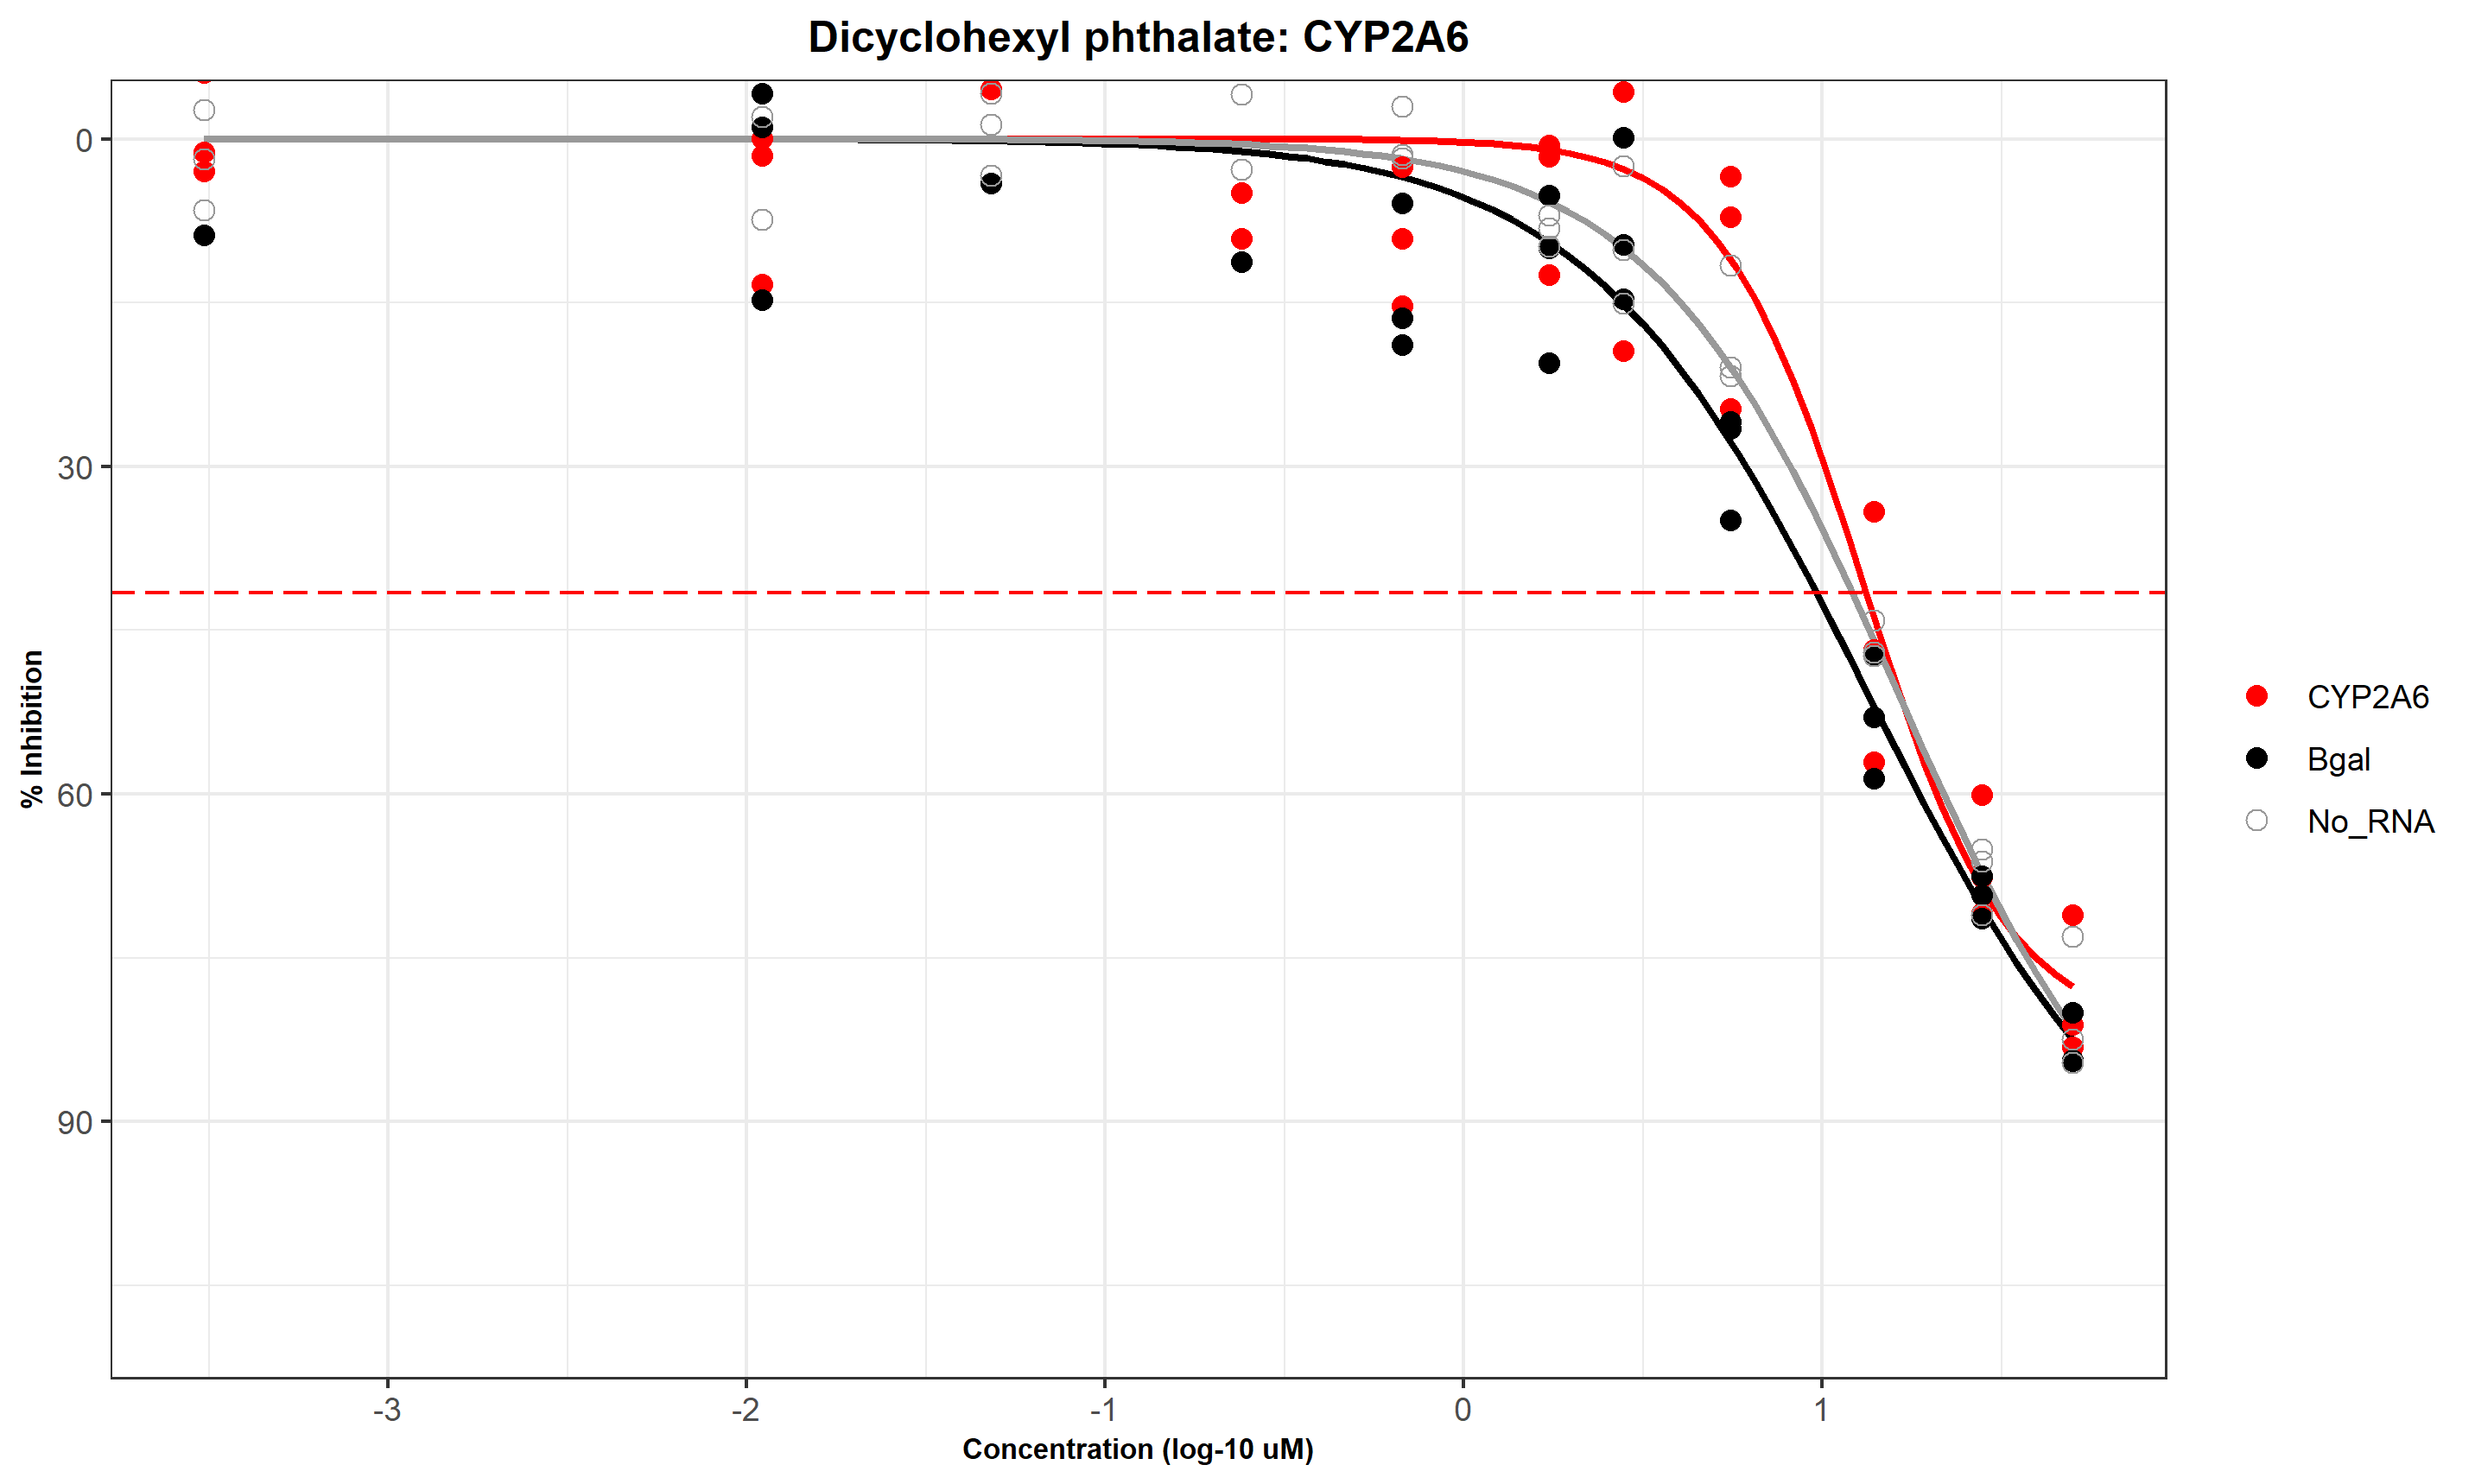 Dicyclohexyl phthalate: CYP2A6
0
30
60
90
% Inhibition
-3
-2
-1
0
1
Concentration (log-10 uM)
CYP2A6
Bgal
No_RNA